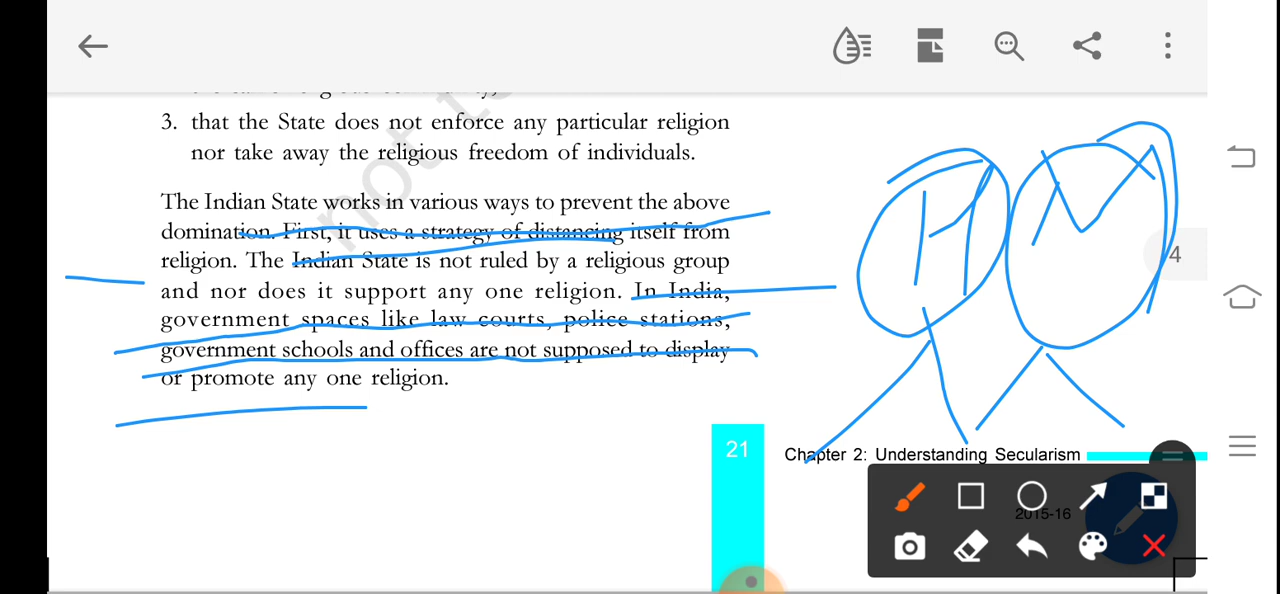 3. that the State does not enforce any particular religion
nor take away the religious freedom of individuals.
The Indian State works in various ways to prevent the above
domination. First, it uses a strategy of distancing itself from
religion. The Indian State is not ruled by a religious group
and nor does it support any one religion. In India,
government spaces like law courts, police stations,
government schools and offices are not supposed to display
or promote any one religion.
not t
H
M
4
21
Chapter 2: Understanding Secularism
2015-16